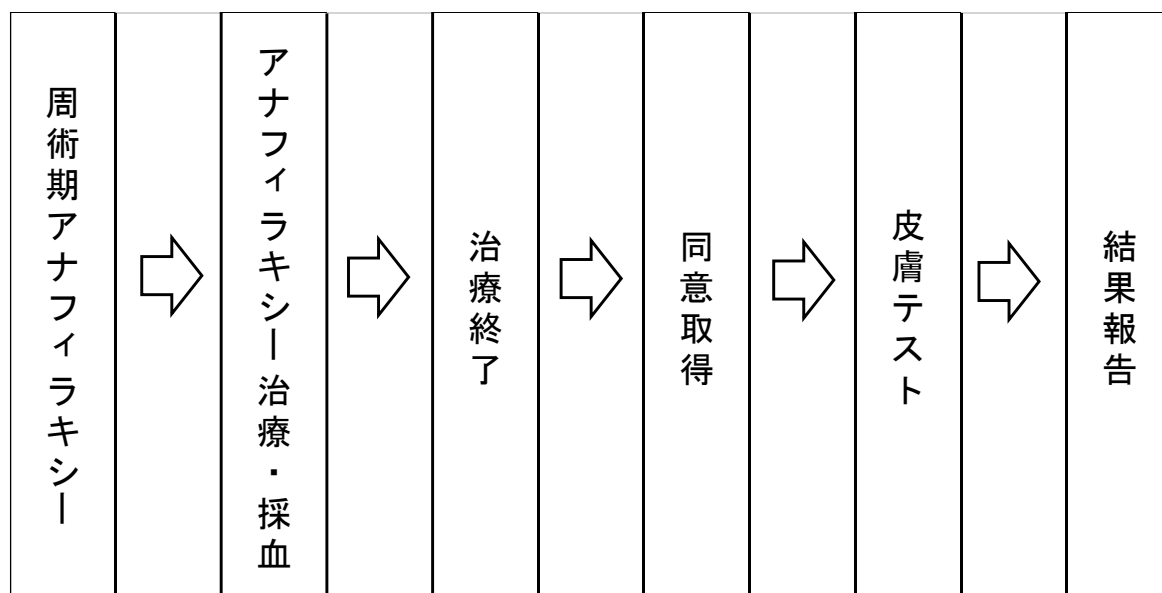 周術期アナフィラキシー
アナフィラキシー治療・採血
治療終了
同意取得
皮膚テスト
結果報告